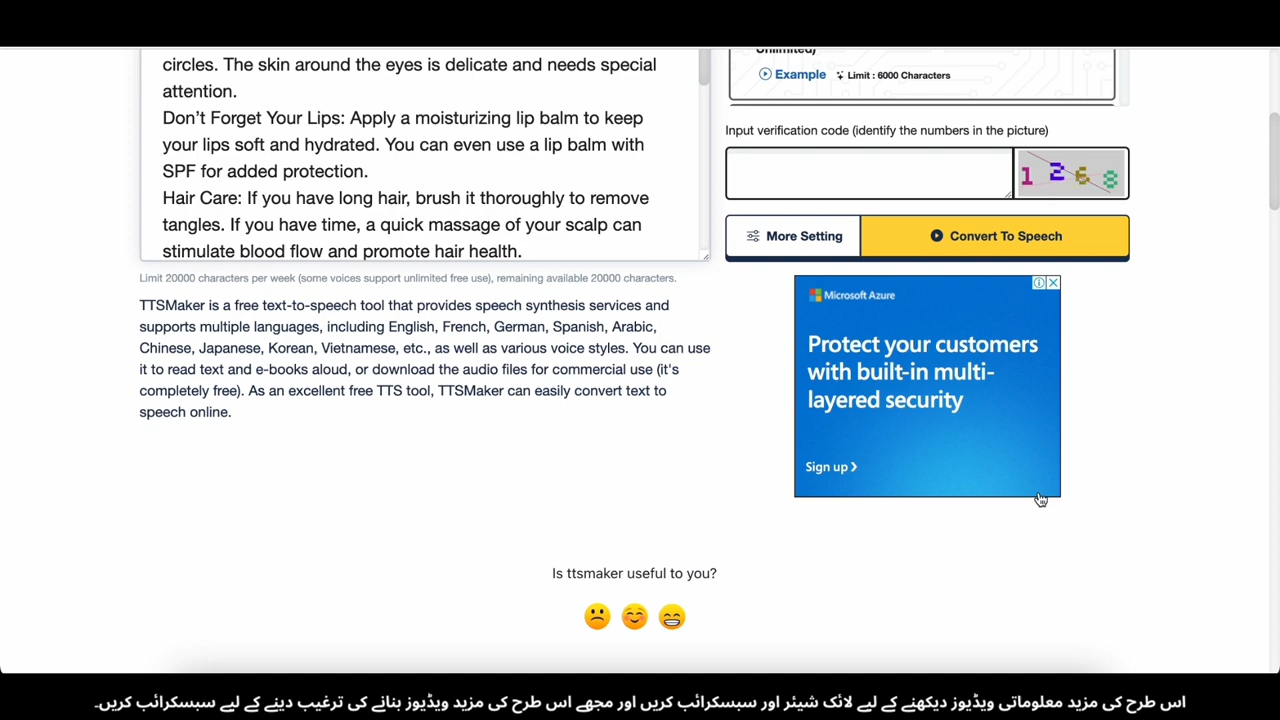 circles. The skin around the eyes is delicate and needs special
attention.
Don’t Forget Your Lips: Apply a moisturizing lip balm to keep
your lips soft and hydrated. You can even use a lip balm with
SPF for added protection.
Hair Care: If you have long hair, brush it thoroughly to remove
tangles. If you have time, a quick massage of your scalp can
stimulate blood flow and promote hair health.
Limit 20000 characters per week (some voices support unlimited free use), remaining available 20000 characters.
TTSMaker is a free text-to-speech tool that provides speech synthesis services and
supports multiple languages, including English, French, German, Spanish, Arabic,
Chinese, Japanese, Korean, Vietnamese, etc., as well as various voice styles. You can use
it to read text and e-books aloud, or download the audio files for commercial use (it's
completely free). As an excellent free TTS tool, TTSMaker can easily convert text to
speech online.
Unlimited)
Example Limit : 6000 Characters
Input verification code (identify the numbers in the picture)
1 2 6 8
More Setting
Convert To Speech
Microsoft Azure
Protect your customers
with built-in multi-
layered security
Sign up
Is ttsmaker useful to you?
اس طرح کی مزید معلوماتی ویڈیوز دیکھنے کے لیے لائک شیئر اور سبسکرائب کریں اور مجھے اس طرح کی مزید ویڈیوز بنانے کی ترغیب دینے کے لیے سبسکرائب کریں۔